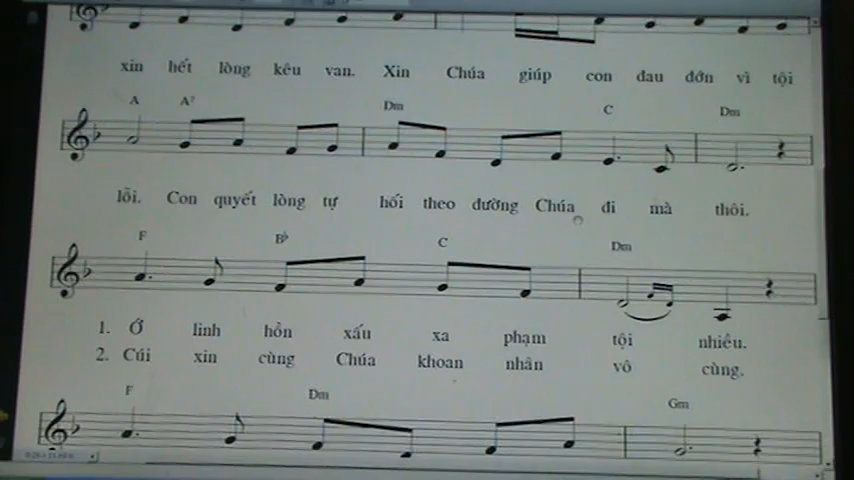 xin hết lòng kêu van. Xin Chúa giúp con đau đớn vì tội
A A7 Dm C Dm
lỗi. Con quyết lòng tự hối theo đường Chúa đi mà thôi.
F Bb C Dm
1. Ớ linh hồn xấu xa phạm tội nhiều.
2. Cúi xin cùng Chúa khoan nhân vô cùng.
F Dm Gm